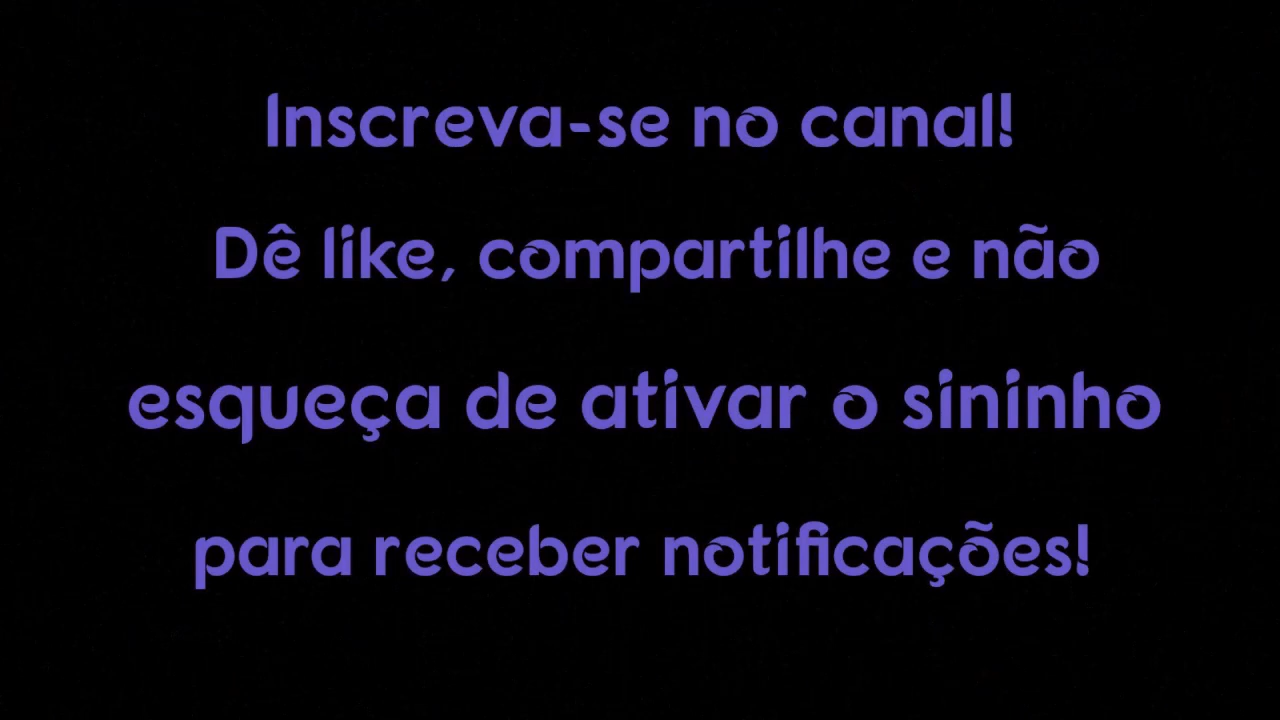 Inscreva-se no canal!
Dê like, compartilhe e não
esqueça de ativar o sininho
para receber notificações!